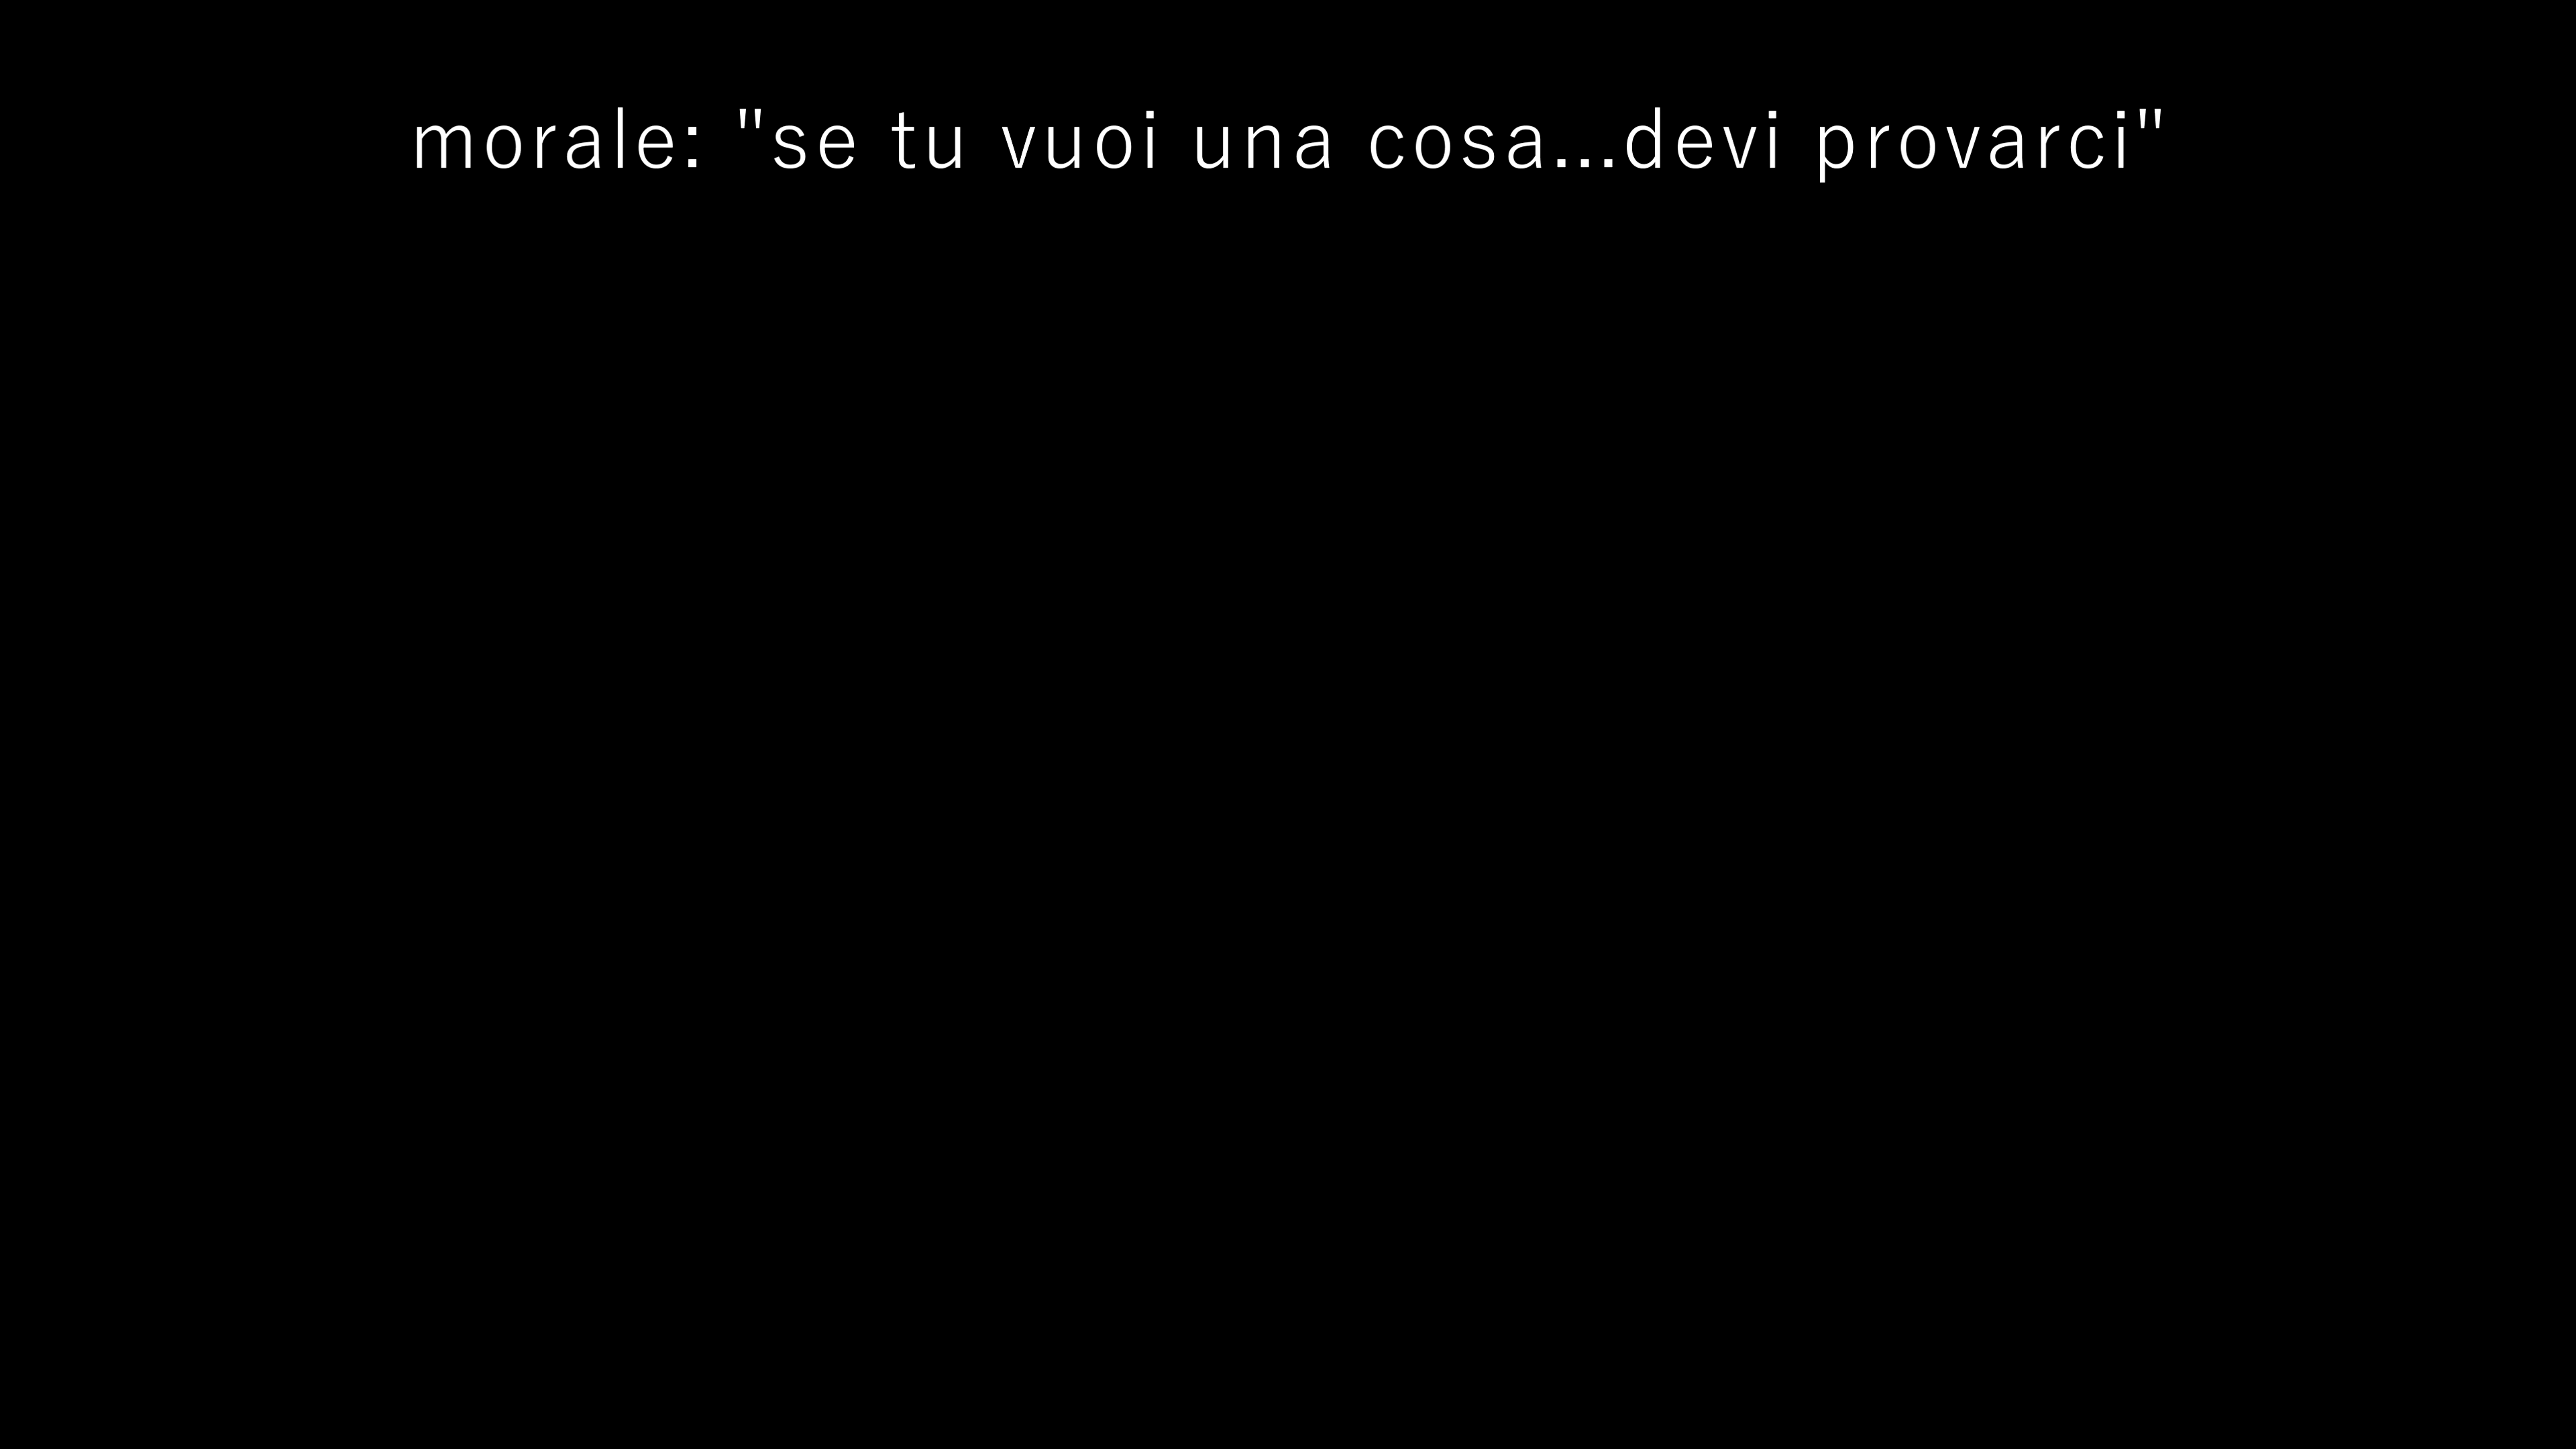 morale: "se tu vuoi una cosa...devi provarci"